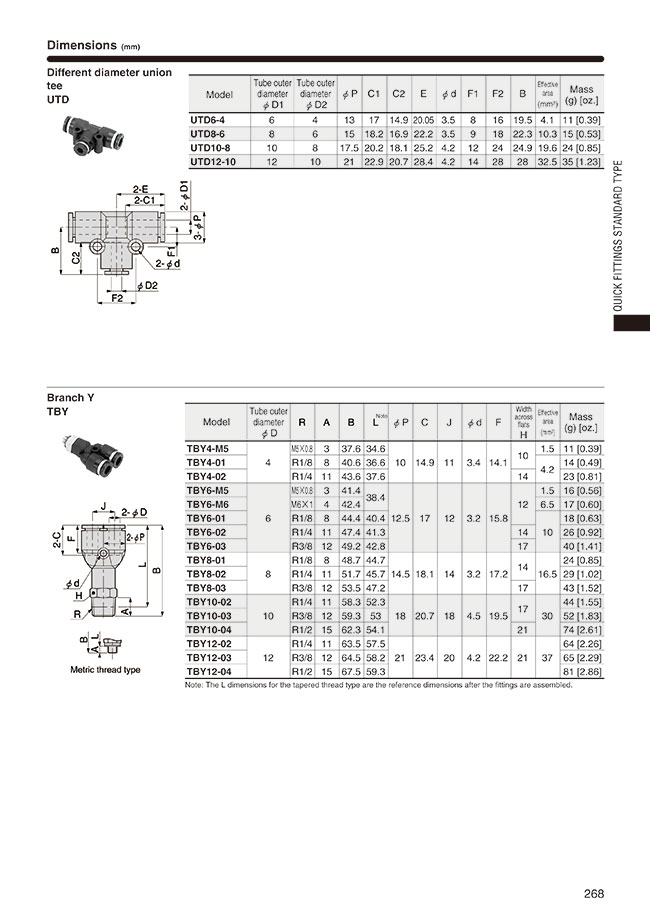 Dimensions (mm)
Different diameter union
tee
UTD
Model | Tube outer diameter φD1 | Tube outer diameter φD2 | φP | C1 | C2 | E | φd | F1 | F2 | B | Effective area (mm²) | Mass (g) [oz.]
UTD6-4 | 6 | 4 | 13 | 17 | 14.9 | 20.05 | 3.5 | 8 | 16 | 19.5 | 4.1 | 11 [0.39]
UTD8-6 | 8 | 6 | 15 | 18.2 | 16.9 | 22.2 | 3.5 | 9 | 18 | 22.3 | 10.3 | 15 [0.53]
UTD10-8 | 10 | 8 | 17.5 | 20.2 | 18.1 | 25.2 | 4.2 | 12 | 24 | 24.9 | 19.6 | 24 [0.85]
UTD12-10 | 12 | 10 | 21 | 22.9 | 20.7 | 28.4 | 4.2 | 14 | 28 | 28 | 32.5 | 35 [1.23]
2-E
2-C1
2-φD1
3-φP
B
C2
F1
2-φd
φD2
F2
QUICK FITTINGS STANDARD TYPE
Branch Y
TBY
Model | Tube outer diameter φD | R | A | B | L Note | φP | C | J | φd | F | Width across flats H | Effective area (mm²) | Mass (g) [oz.]
TBY4-M5 | 4 | M5×0.8 | 3 | 37.6 | 34.6 | 10 | 14.9 | 11 | 3.4 | 14.1 | 10 | 1.5 | 11 [0.39]
TBY4-01 | R1/8 | 8 | 40.6 | 36.6 | 4.2 | 14 [0.49]
TBY4-02 | R1/4 | 11 | 43.6 | 37.6 | 14 | 23 [0.81]
TBY6-M5 | 6 | M5×0.8 | 3 | 41.4 | 38.4 | 12.5 | 17 | 12 | 3.2 | 15.8 | 12 | 1.5 | 16 [0.56]
TBY6-M6 | M6×1 | 4 | 42.4 | 6.5 | 17 [0.60]
TBY6-01 | R1/8 | 8 | 44.4 | 40.4 | 10 | 18 [0.63]
TBY6-02 | R1/4 | 11 | 47.4 | 41.3 | 14 | 26 [0.92]
TBY6-03 | R3/8 | 12 | 49.2 | 42.8 | 17 | 40 [1.41]
TBY8-01 | 8 | R1/8 | 8 | 48.7 | 44.7 | 14.5 | 18.1 | 14 | 3.2 | 17.2 | 14 | 16.5 | 24 [0.85]
TBY8-02 | R1/4 | 11 | 51.7 | 45.7 | 29 [1.02]
TBY8-03 | R3/8 | 12 | 53.5 | 47.2 | 17 | 43 [1.52]
TBY10-02 | 10 | R1/4 | 11 | 58.3 | 52.3 | 18 | 20.7 | 18 | 4.5 | 19.5 | 17 | 30 | 44 [1.55]
TBY10-03 | R3/8 | 12 | 59.3 | 53 | 52 [1.83]
TBY10-04 | R1/2 | 15 | 62.3 | 54.1 | 21 | 74 [2.61]
TBY12-02 | 12 | R1/4 | 11 | 63.5 | 57.5 | 21 | 23.4 | 20 | 4.2 | 22.2 | 21 | 37 | 64 [2.26]
TBY12-03 | R3/8 | 12 | 64.5 | 58.2 | 65 [2.29]
TBY12-04 | R1/2 | 15 | 67.5 | 59.3 | 81 [2.86]
Note: The L dimensions for the tapered thread type are the reference dimensions after the fittings are assembled.
J
2-φD
2-C
F
2-φP
L
B
φd
H
R
A
B
L
A
Metric thread type
268